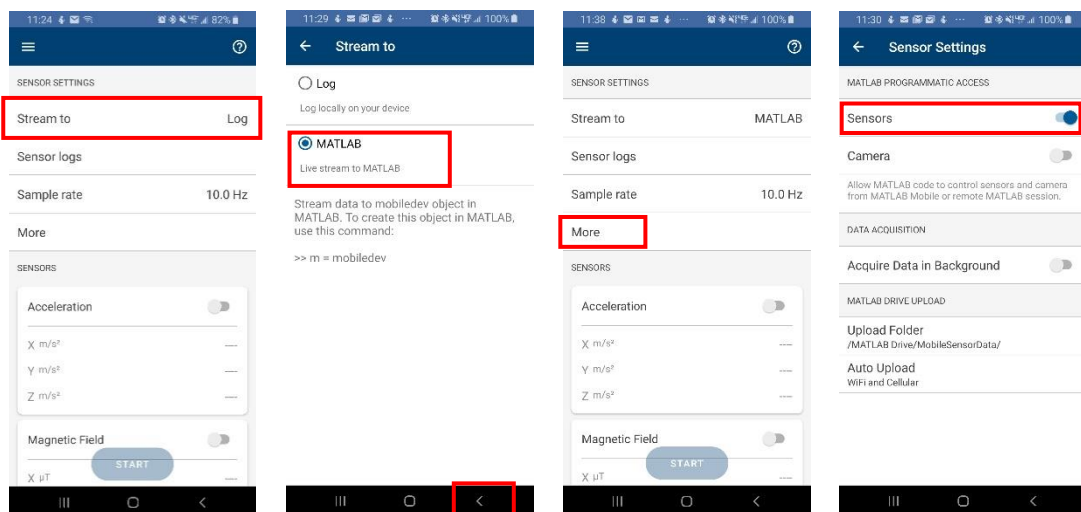 11:24
82%
SENSOR SETTINGS
Stream to Log
Sensor logs
Sample rate 10.0 Hz
More
SENSORS
Acceleration
X m/s²
Y m/s²
Z m/s²
Magnetic Field
START
X μT
11:29 100%
Stream to
Log
Log locally on your device
MATLAB
Live stream to MATLAB
Stream data to mobiledev object in
MATLAB. To create this object in MATLAB,
use this command:
>> m = mobiledev
11:38 100%
SENSOR SETTINGS
Stream to MATLAB
Sensor logs
Sample rate 10.0 Hz
More
SENSORS
Acceleration
X m/s²
Y m/s²
Z m/s²
Magnetic Field
START
X μT
11:30 100%
Sensor Settings
MATLAB PROGRAMMATIC ACCESS
Sensors
Camera
Allow MATLAB code to control sensors and camera
from MATLAB Mobile or remote MATLAB session.
DATA ACQUISITION
Acquire Data in Background
MATLAB DRIVE UPLOAD
Upload Folder
/MATLAB Drive/MobileSensorData/
Auto Upload
WiFi and Cellular